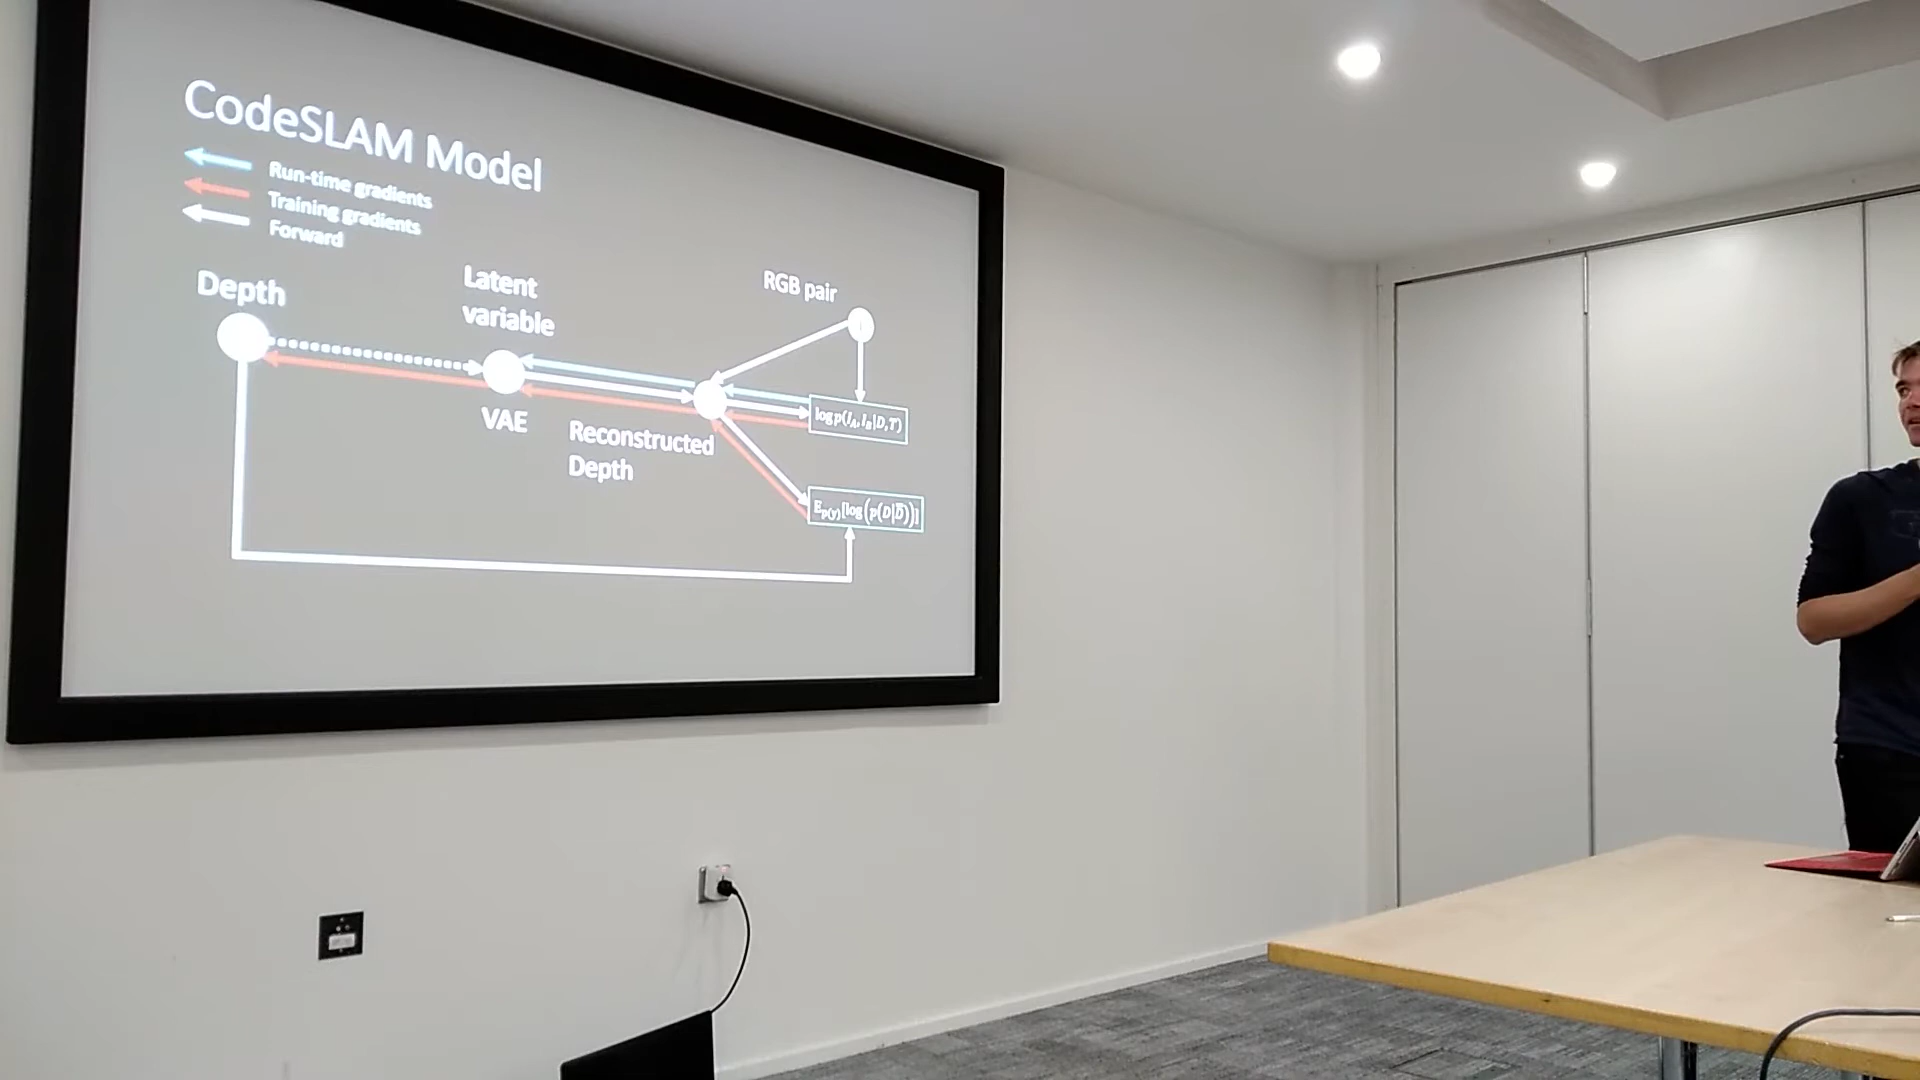 CodeSLAM Model
Run-time gradients
Training gradients
Forward
Depth
Latent
variable
RGB pair
VAE
Reconstructed
Depth
log p(I_A, I_B|D,T)
E_p(γ)[log(p(D|D̅))]